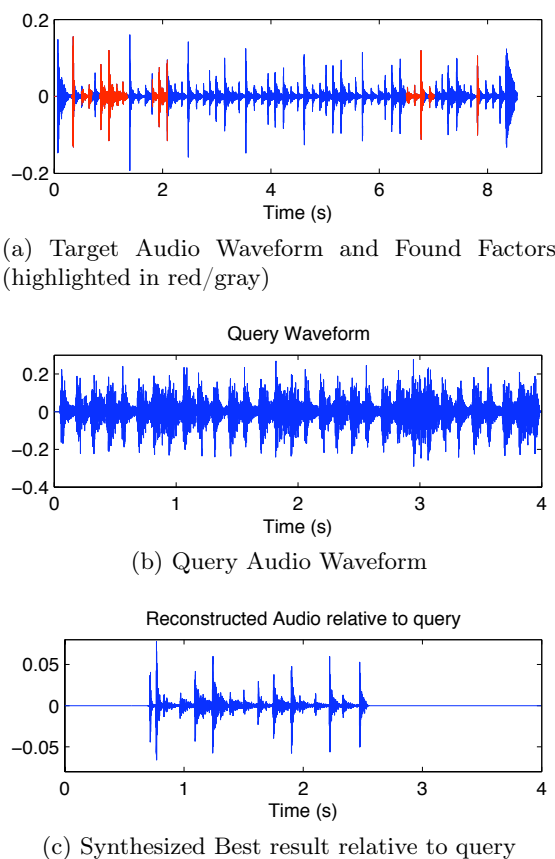 0.2
0
−0.2
0 2 4 6 8
Time (s)
(a) Target Audio Waveform and Found Factors
(highlighted in red/gray)
Query Waveform
0.2
0
−0.2
−0.4
0 1 2 3 4
Time (s)
(b) Query Audio Waveform
Reconstructed Audio relative to query
0.05
0
−0.05
0 1 2 3 4
Time (s)
(c) Synthesized Best result relative to query